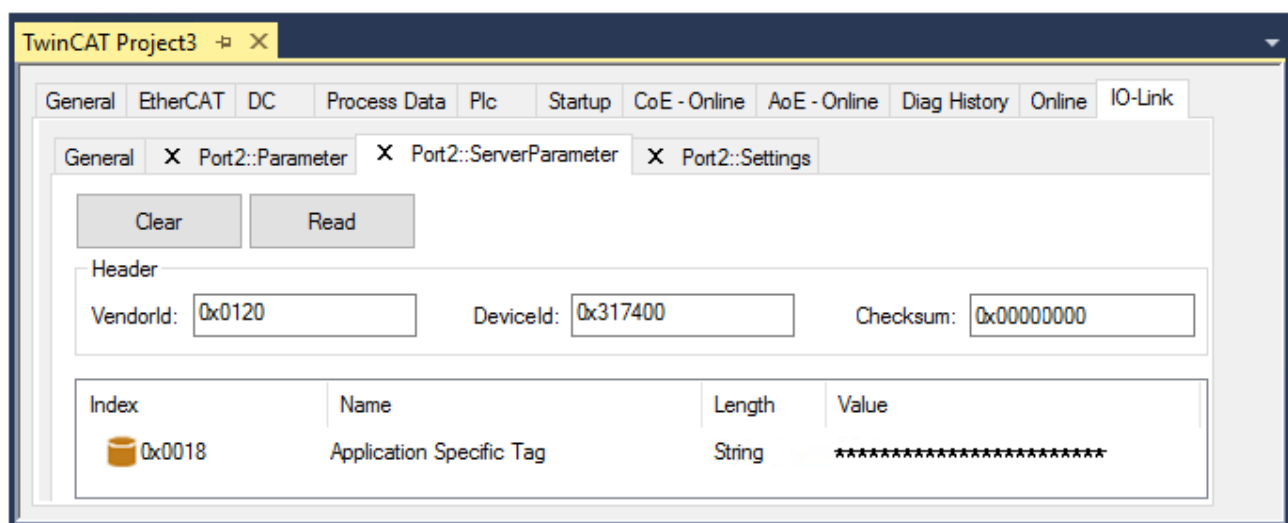 TwinCAT Project3
General EtherCAT DC Process Data Plc Startup CoE - Online AoE - Online Diag History Online IO-Link
General X Port2::Parameter X Port2::ServerParameter X Port2::Settings
Clear Read
Header
VendorId: 0x0120 DeviceId: 0x317400 Checksum: 0x00000000
Index Name Length Value
0x0018 Application Specific Tag String ************************